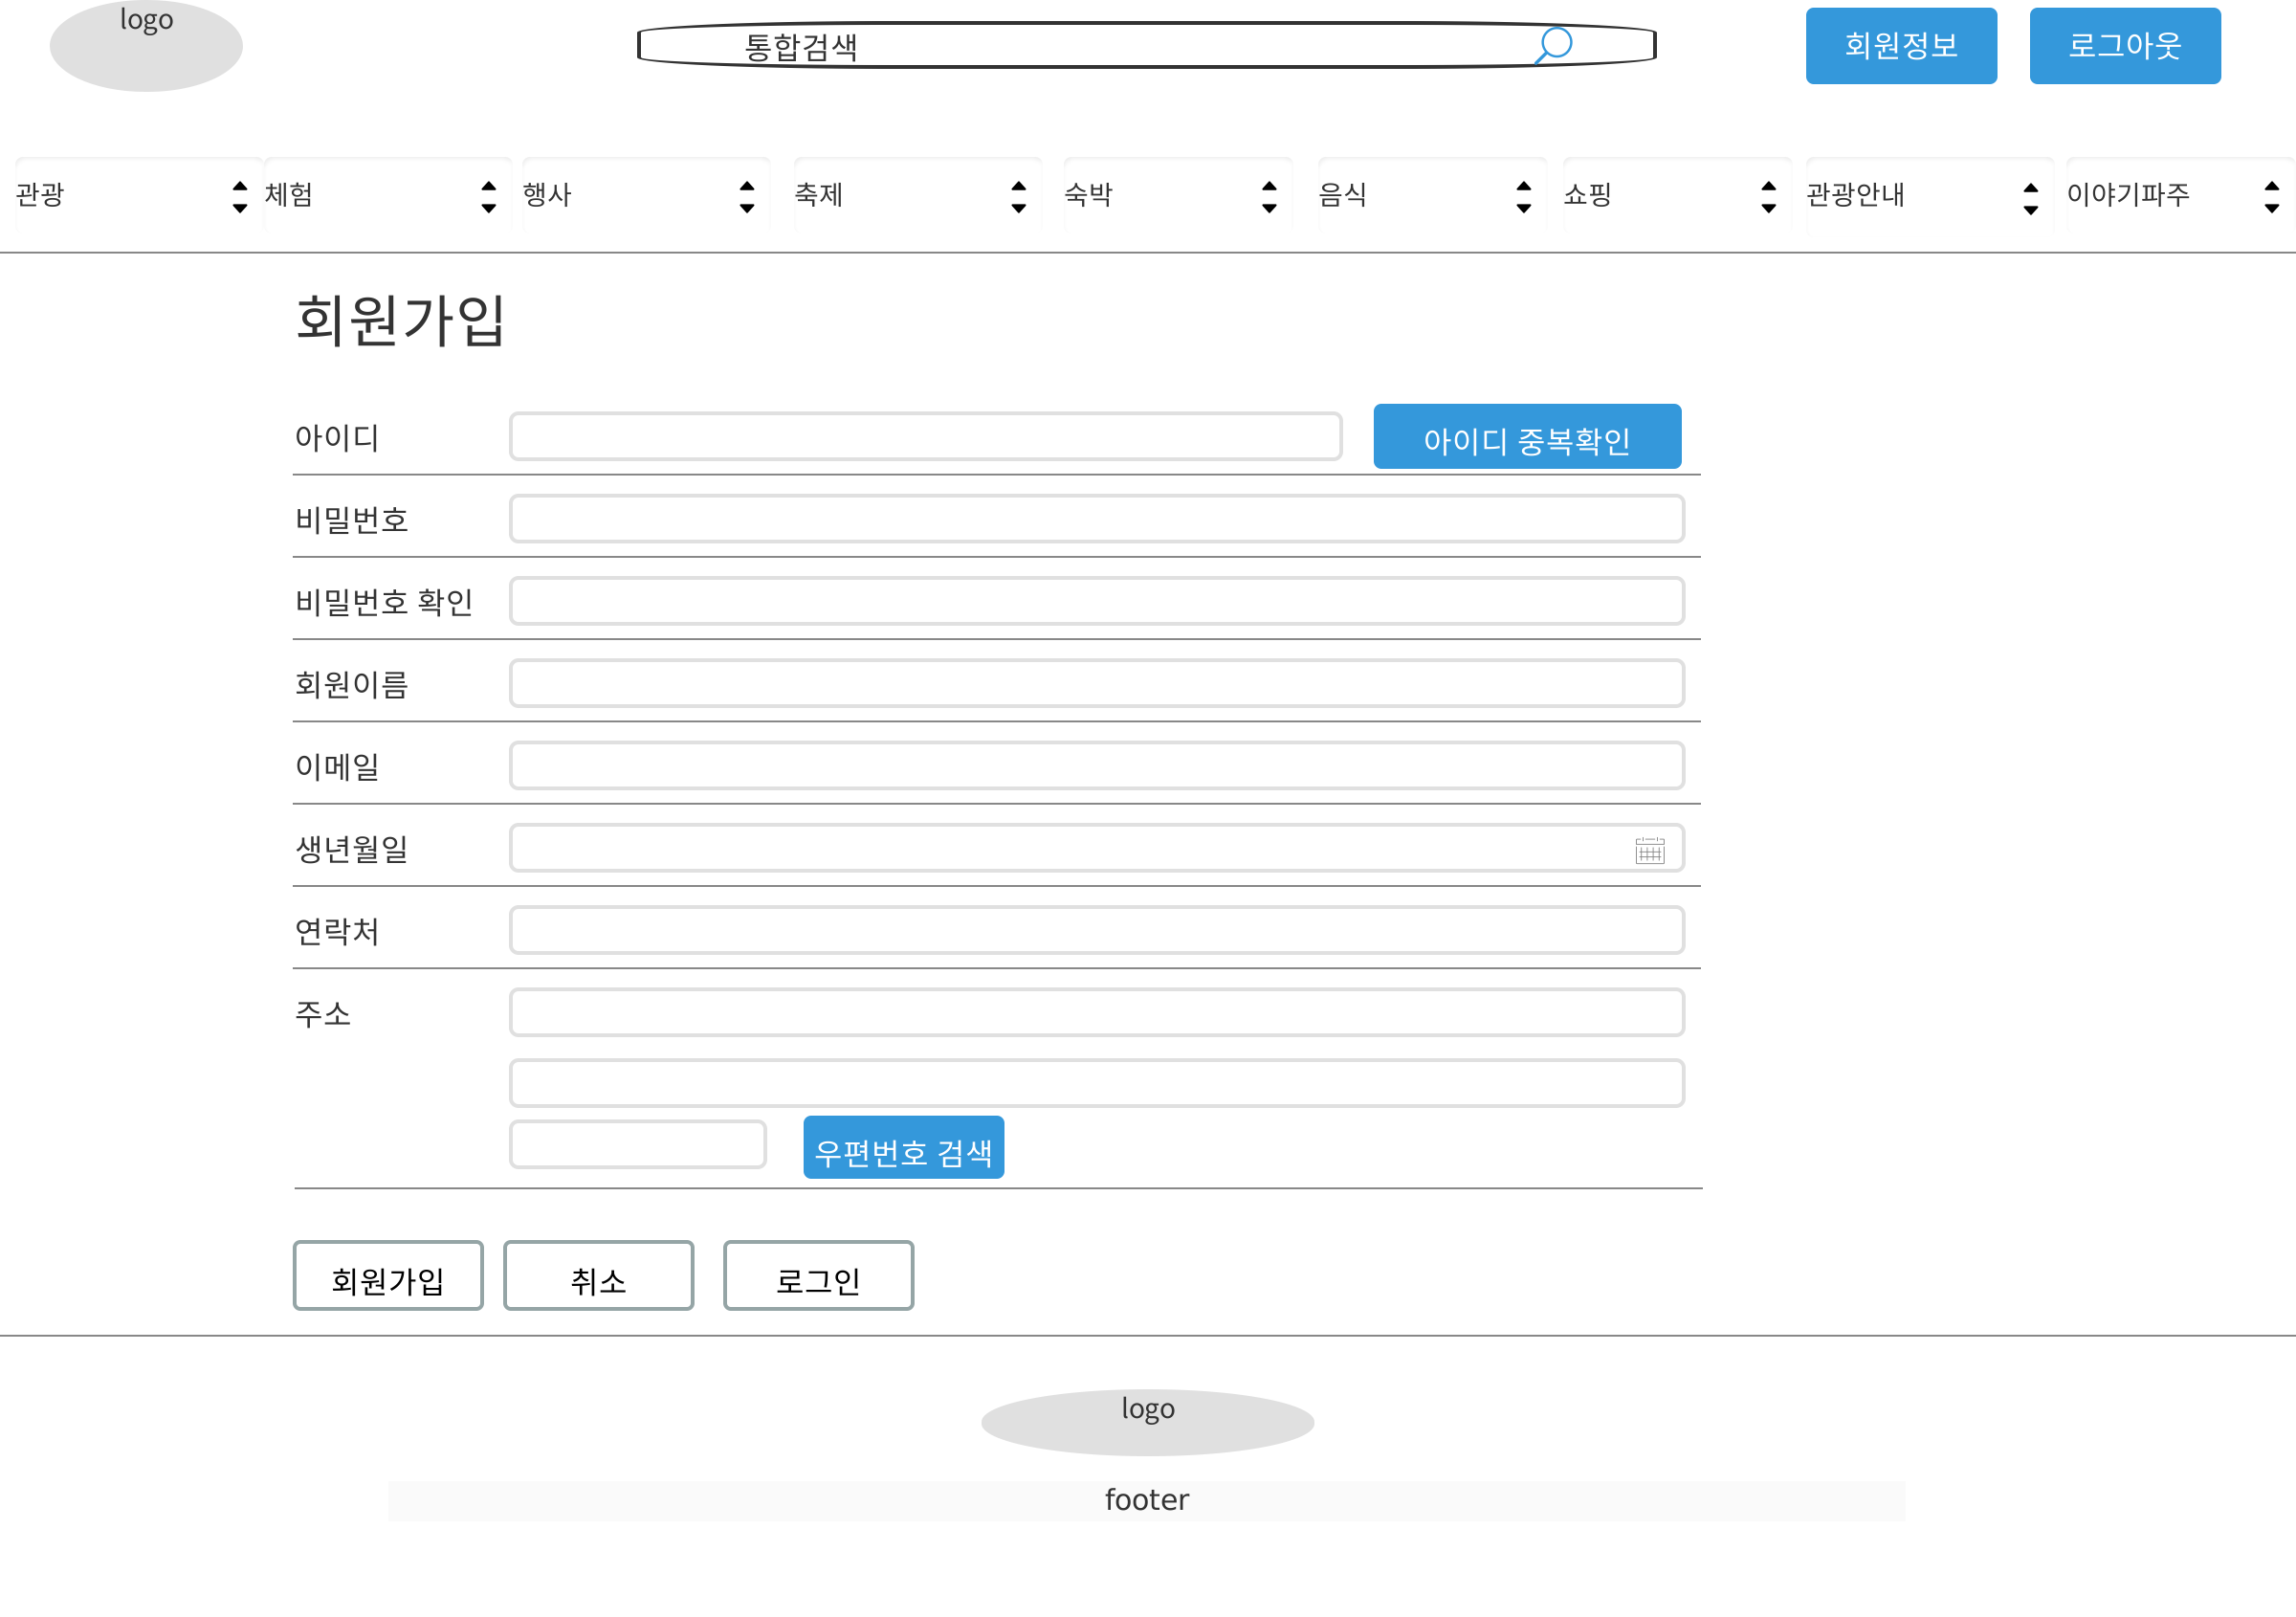 logo
통합검색
회원정보
로그아웃
관광
체험
행사
축제
숙박
음식
쇼핑
관광안내
이야기파주
회원가입
아이디
아이디 중복확인
비밀번호
비밀번호 확인
회원이름
이메일
생년월일
연락처
주소
우편번호 검색
회원가입
취소
로그인
logo
footer